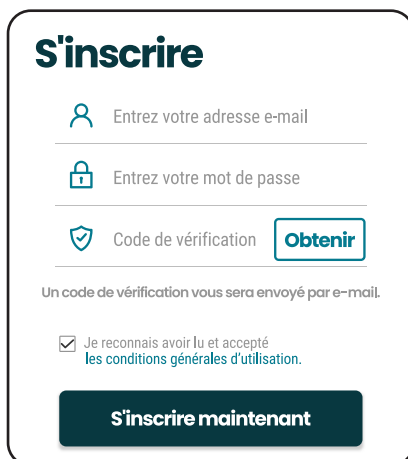 S'inscrire
Entrez votre adresse e-mail
Entrez votre mot de passe
Code de vérification
Obtenir
Un code de vérification vous sera envoyé par e-mail.
Je reconnais avoir lu et accepté
les conditions générales d'utilisation.
S'inscrire maintenant